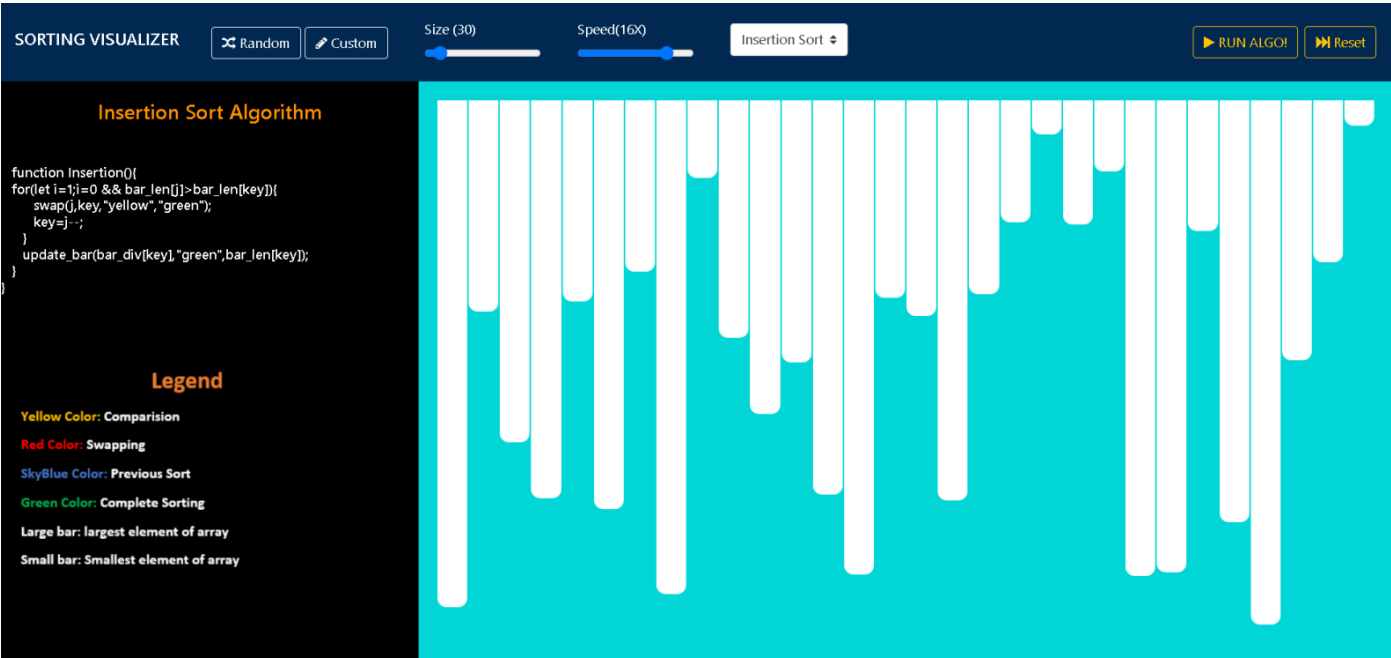 SORTING VISUALIZER
Random
Custom
Size (30)
Speed(16X)
Insertion Sort
RUN ALGO!
Reset
Insertion Sort Algorithm
function Insertion(){
for(let i=1;i=0 && bar_len[j]>bar_len[key]){
swap(j,key,"yellow","green");
key=j--;
}
update_bar(bar_div[key],"green",bar_len[key]);
}
}
Legend
Yellow Color: Comparision
Red Color: Swapping
SkyBlue Color: Previous Sort
Green Color: Complete Sorting
Large bar: largest element of array
Small bar: Smallest element of array